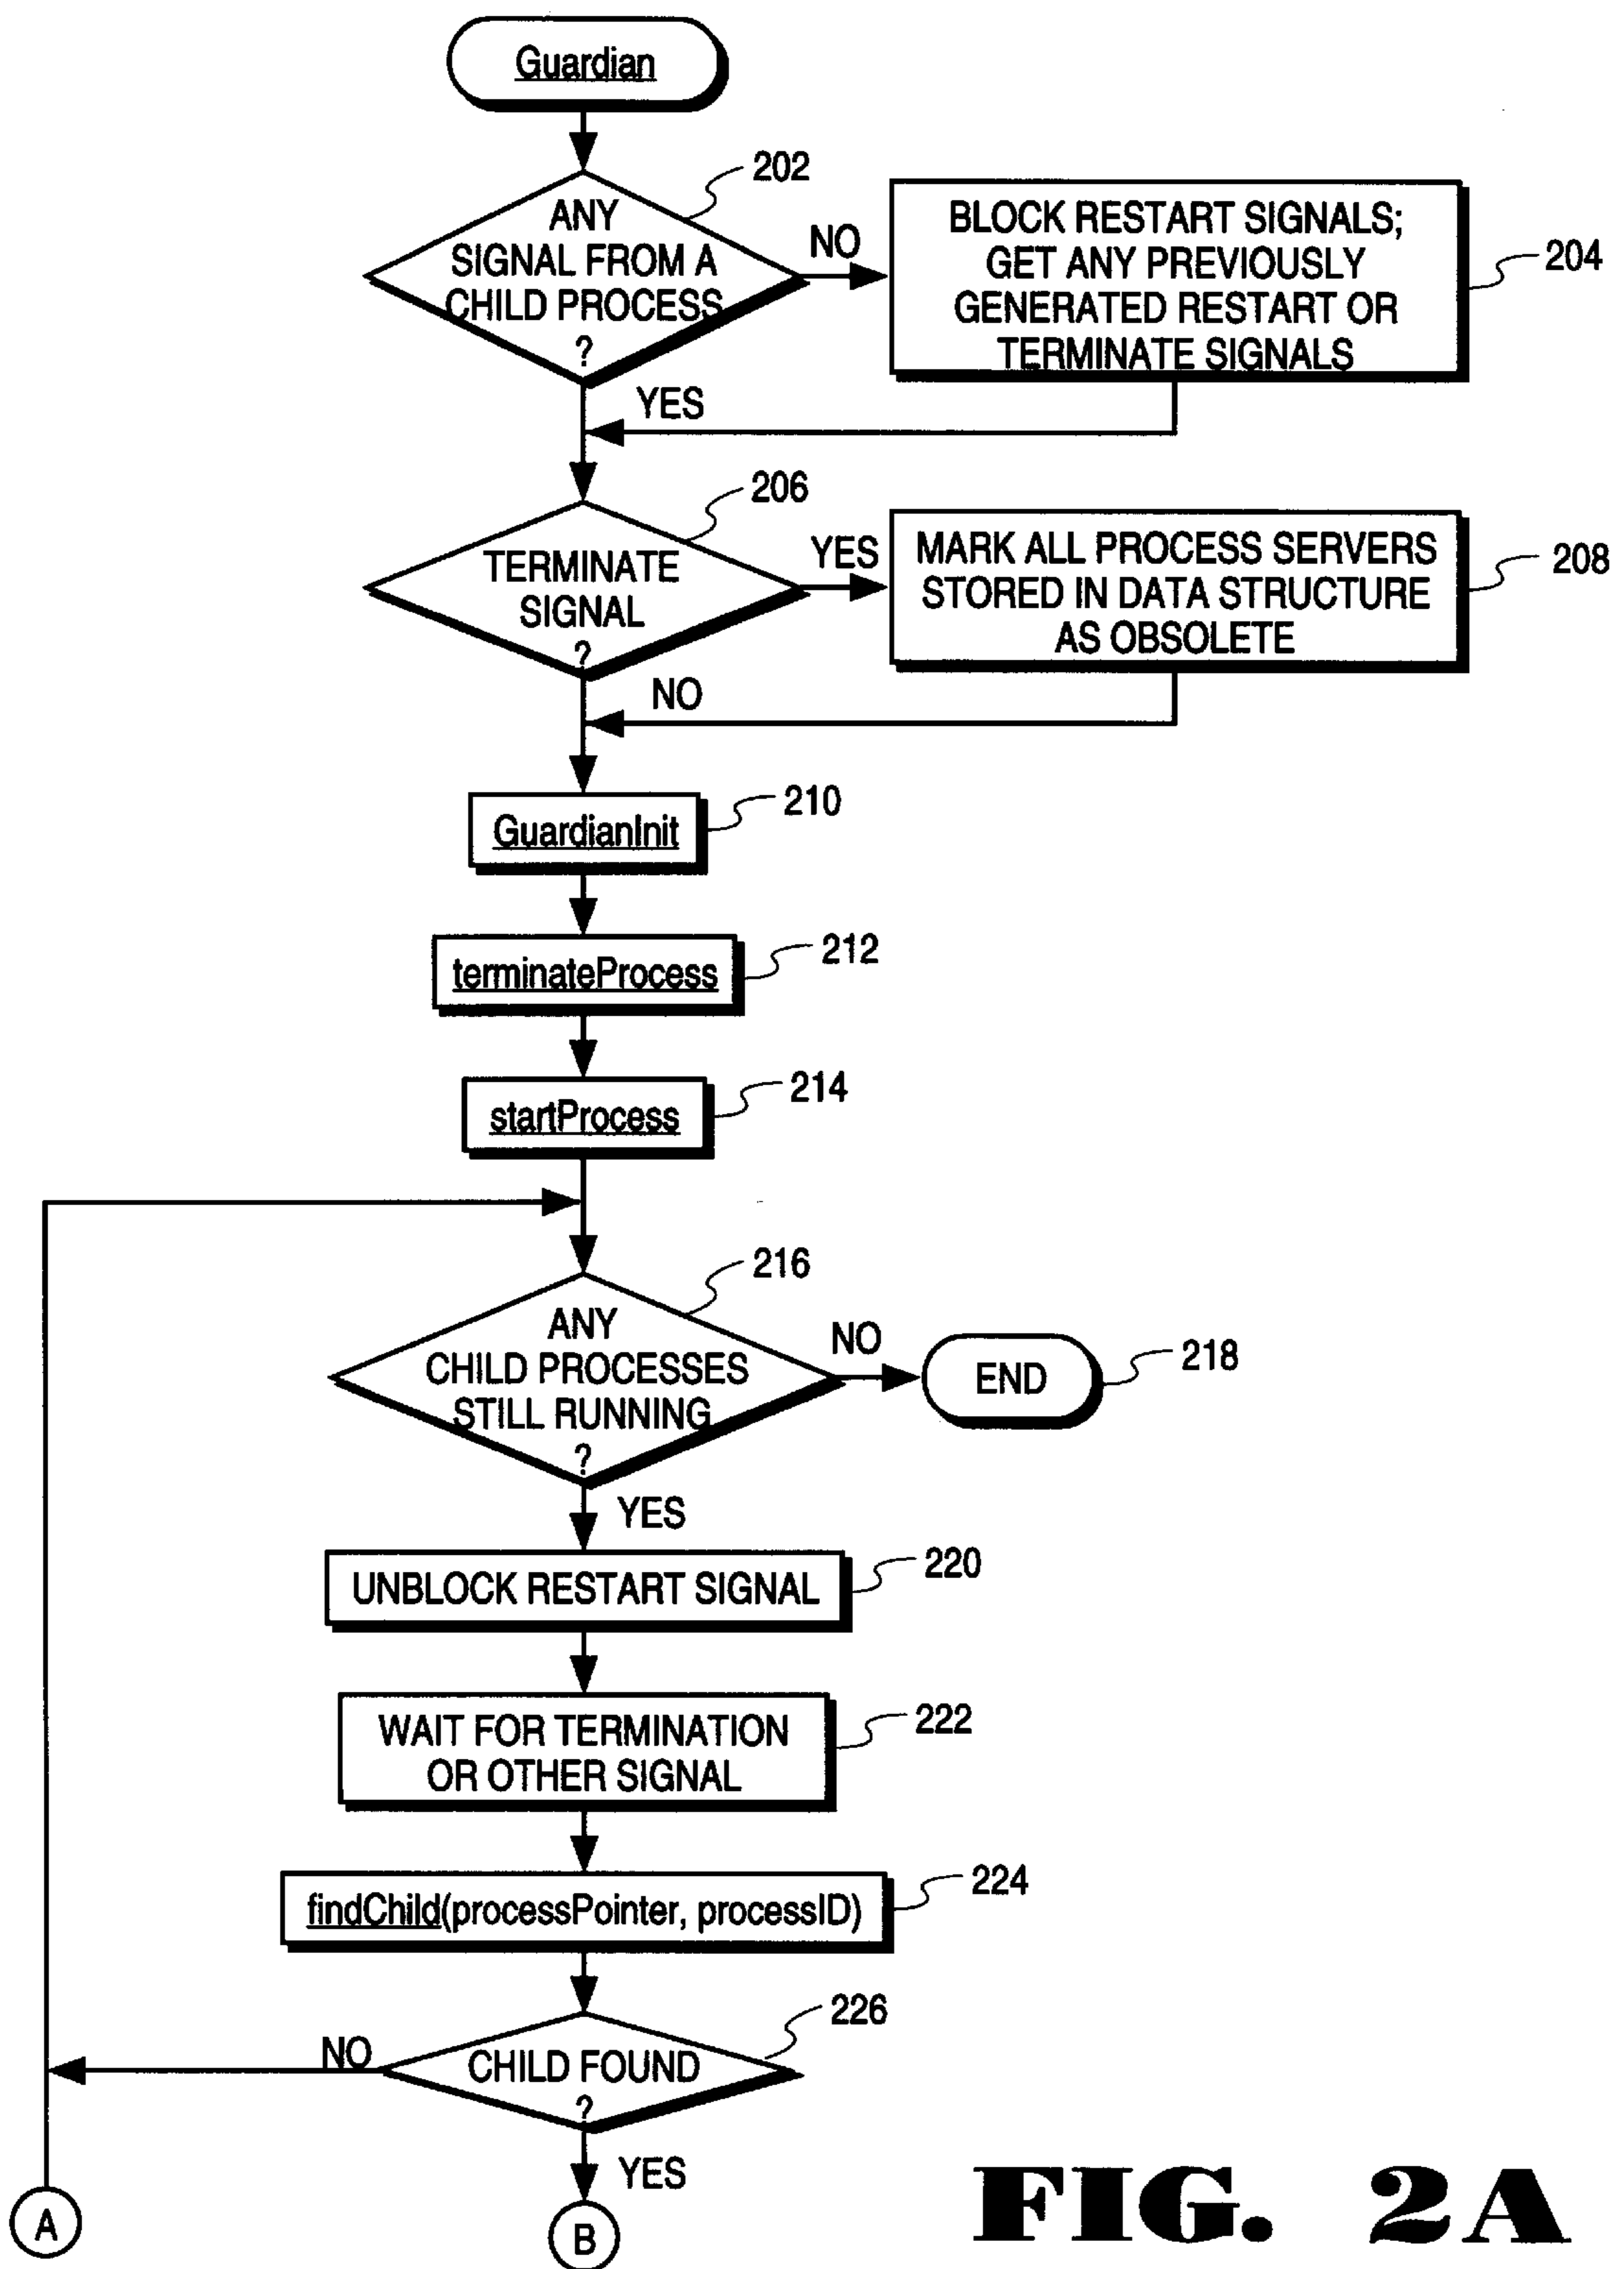 Guardian
202
ANY
SIGNAL FROM A
CHILD PROCESS
?
NO
BLOCK RESTART SIGNALS;
GET ANY PREVIOUSLY
GENERATED RESTART OR
TERMINATE SIGNALS
204
YES
206
TERMINATE
SIGNAL
?
YES
MARK ALL PROCESS SERVERS
STORED IN DATA STRUCTURE
AS OBSOLETE
208
NO
GuardianInit
210
terminateProcess
212
startProcess
214
216
ANY
CHILD PROCESSES
STILL RUNNING
?
NO
END
218
YES
UNBLOCK RESTART SIGNAL
220
WAIT FOR TERMINATION
OR OTHER SIGNAL
222
findChild(processPointer, processID)
224
226
CHILD FOUND
?
NO
YES
A
B
FIG. 2A